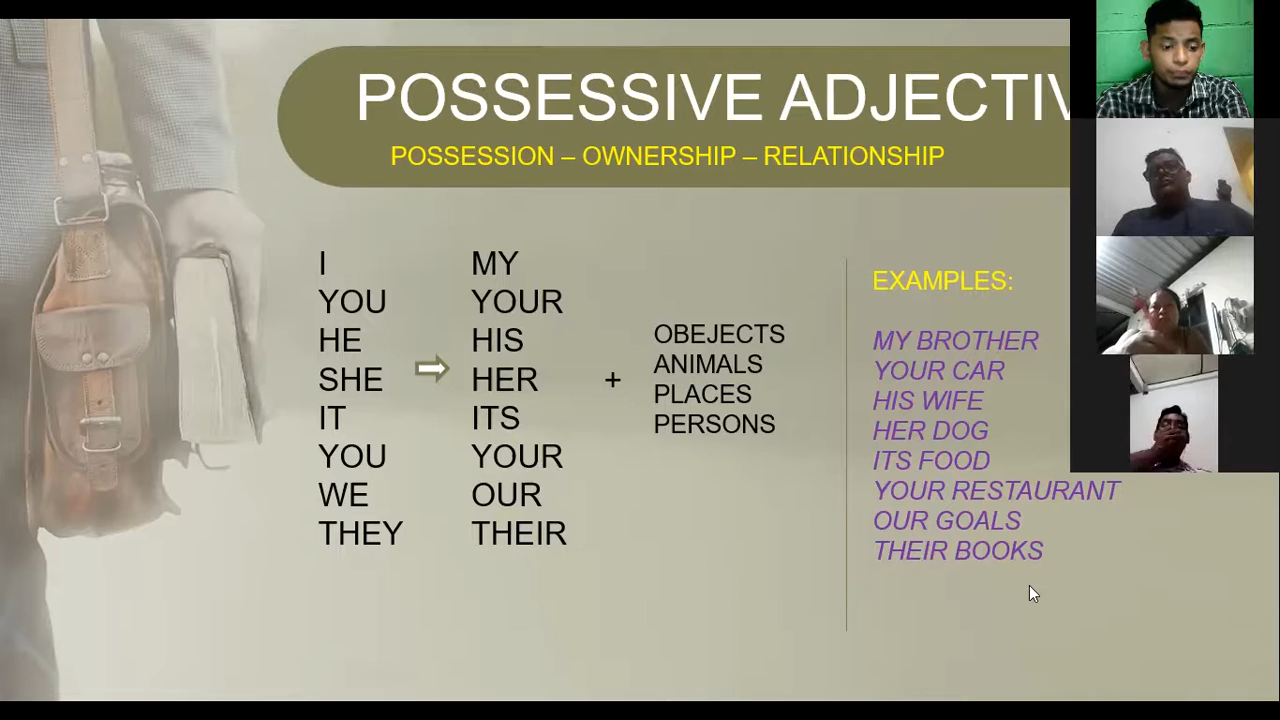 POSSESSIVE ADJECTIV
POSSESSION – OWNERSHIP – RELATIONSHIP
I
YOU
HE
SHE
IT
YOU
WE
THEY
MY
YOUR
HIS
HER
ITS
YOUR
OUR
THEIR
+
OBEJECTS
ANIMALS
PLACES
PERSONS
EXAMPLES:
MY BROTHER
YOUR CAR
HIS WIFE
HER DOG
ITS FOOD
YOUR RESTAURANT
OUR GOALS
THEIR BOOKS